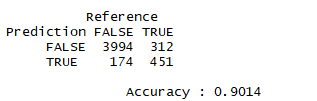 Reference
Prediction FALSE TRUE
FALSE 3994 312
TRUE 174 451
Accuracy : 0.9014